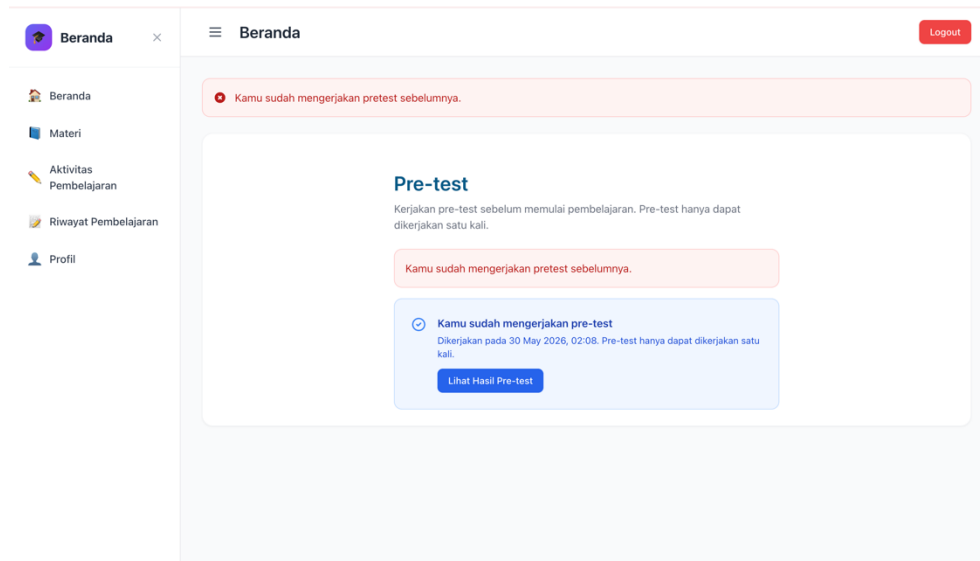 Beranda
Beranda
Logout
Beranda
Materi
Aktivitas
Pembelajaran
Riwayat Pembelajaran
Profil
Kamu sudah mengerjakan pretest sebelumnya.
Pre-test
Kerjakan pre-test sebelum memulai pembelajaran. Pre-test hanya dapat
dikerjakan satu kali.
Kamu sudah mengerjakan pretest sebelumnya.
Kamu sudah mengerjakan pre-test
Dikerjakan pada 30 May 2026, 02:08. Pre-test hanya dapat dikerjakan satu
kali.
Lihat Hasil Pre-test